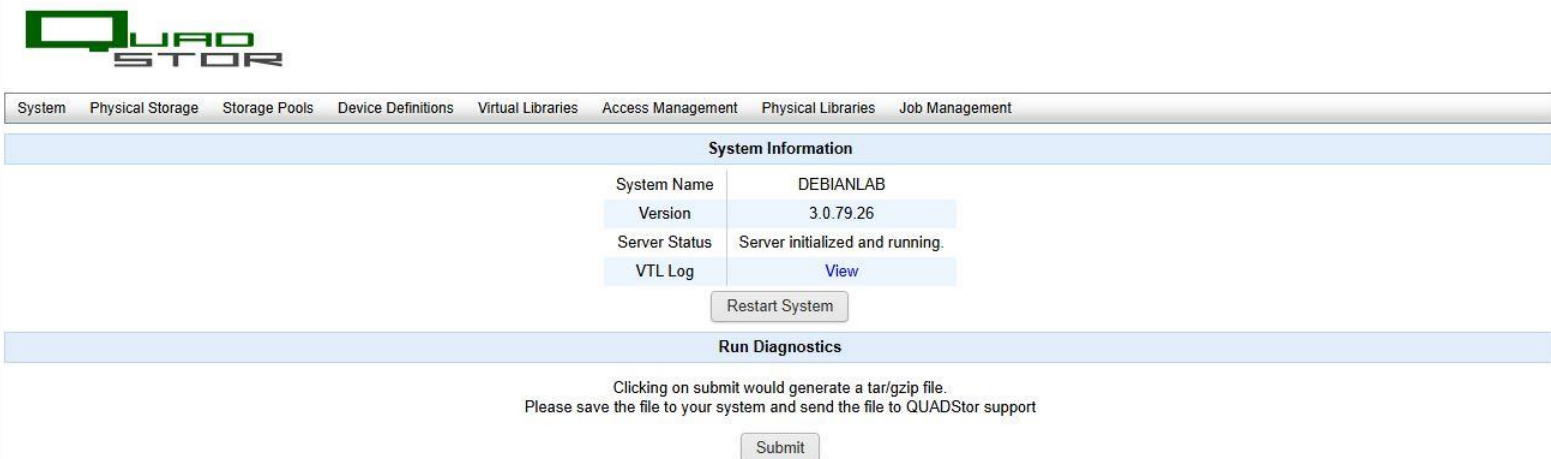 QUAD
STOR
System Physical Storage Storage Pools Device Definitions Virtual Libraries Access Management Physical Libraries Job Management
System Information
System Name DEBIANLAB
Version 3.0.79.26
Server Status Server initialized and running.
VTL Log View
Restart System
Run Diagnostics
Clicking on submit would generate a tar/gzip file.
Please save the file to your system and send the file to QUADStor support
Submit